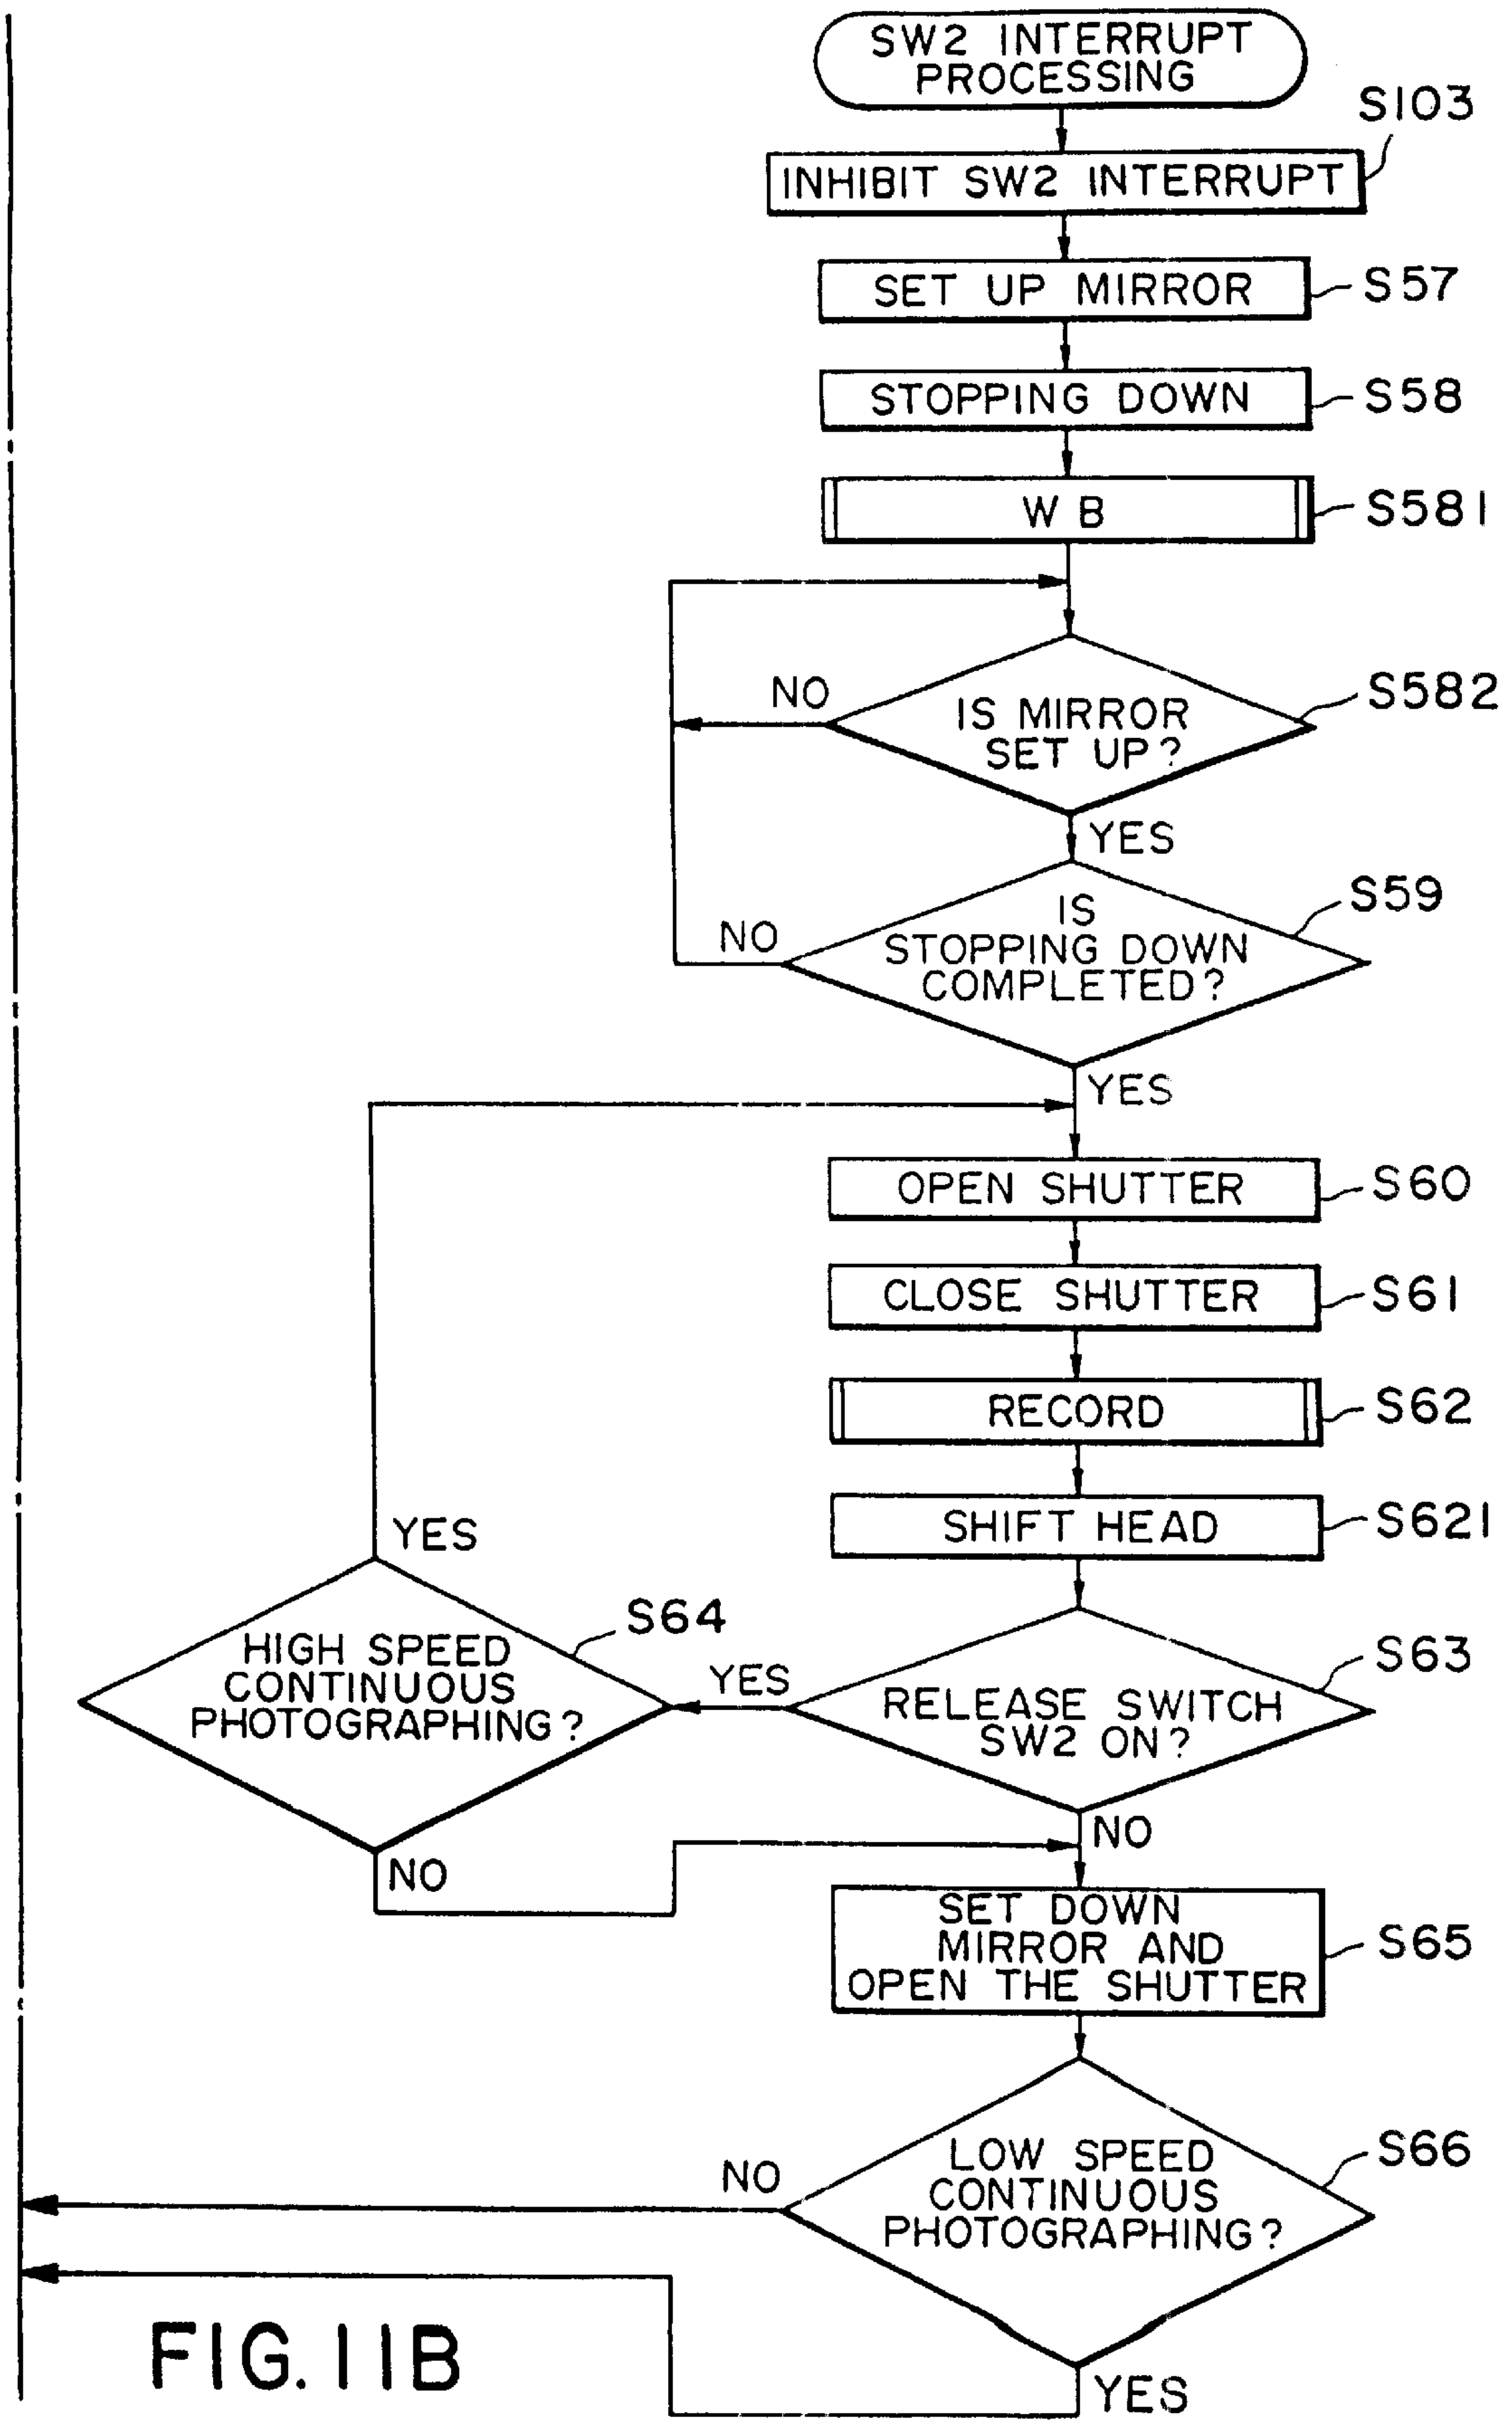 SW2 INTERRUPT
PROCESSING
S103
INHIBIT SW2 INTERRUPT
SET UP MIRROR
S57
STOPPING DOWN
S58
WB
S581
S582
NO
IS MIRROR
SET UP?
YES
S59
NO
IS
STOPPING DOWN
COMPLETED?
YES
OPEN SHUTTER
S60
CLOSE SHUTTER
S61
RECORD
S62
SHIFT HEAD
S621
YES
S64
HIGH SPEED
CONTINUOUS
PHOTOGRAPHING?
YES
S63
RELEASE SWITCH
SW2 ON?
NO
NO
SET DOWN
MIRROR AND
OPEN THE SHUTTER
S65
S66
NO
LOW SPEED
CONTINUOUS
PHOTOGRAPHING?
YES
FIG. 11B